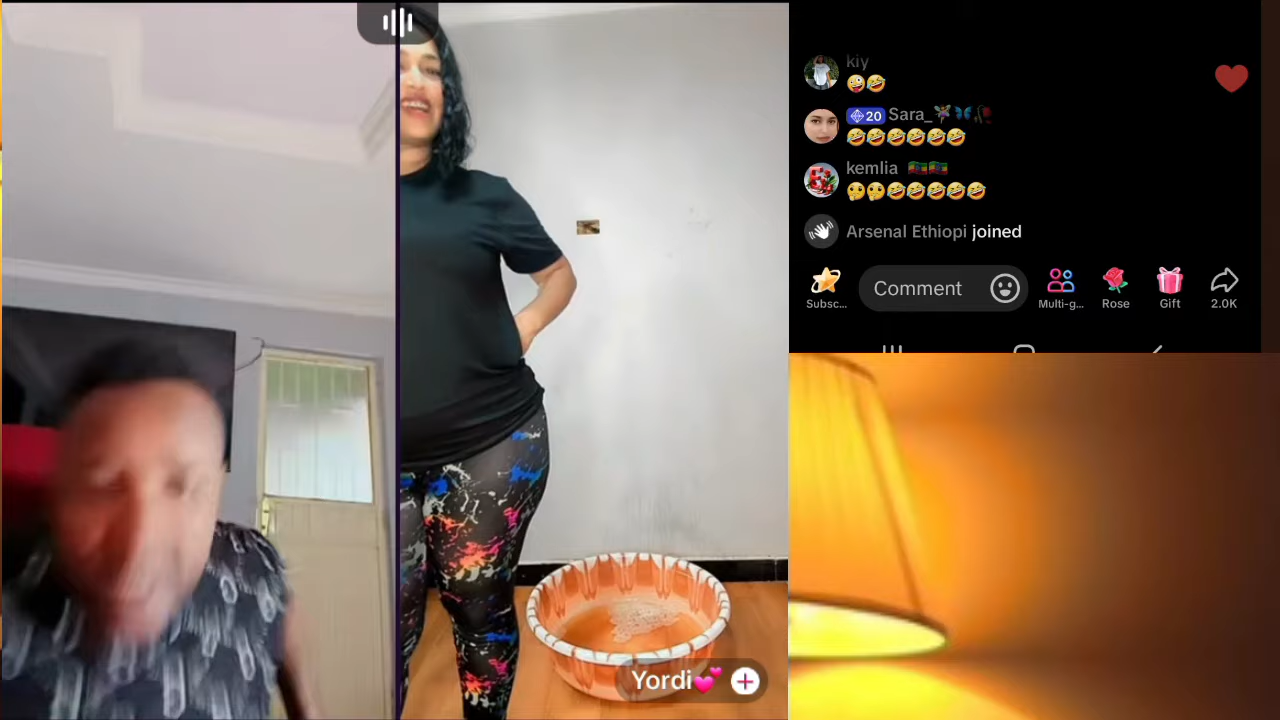 kiy
🤪🤣
20 Sara_🧚🦋🥀
🤣🤣🤣🤣🤣🤣
kemlia 🇪🇹🇪🇹
🤔🤔🤣🤣🤣🤣🤣
Arsenal Ethiopi joined
Comment
Subsc...
Multi-g...
Rose
Gift
2.0K
Yordi💕